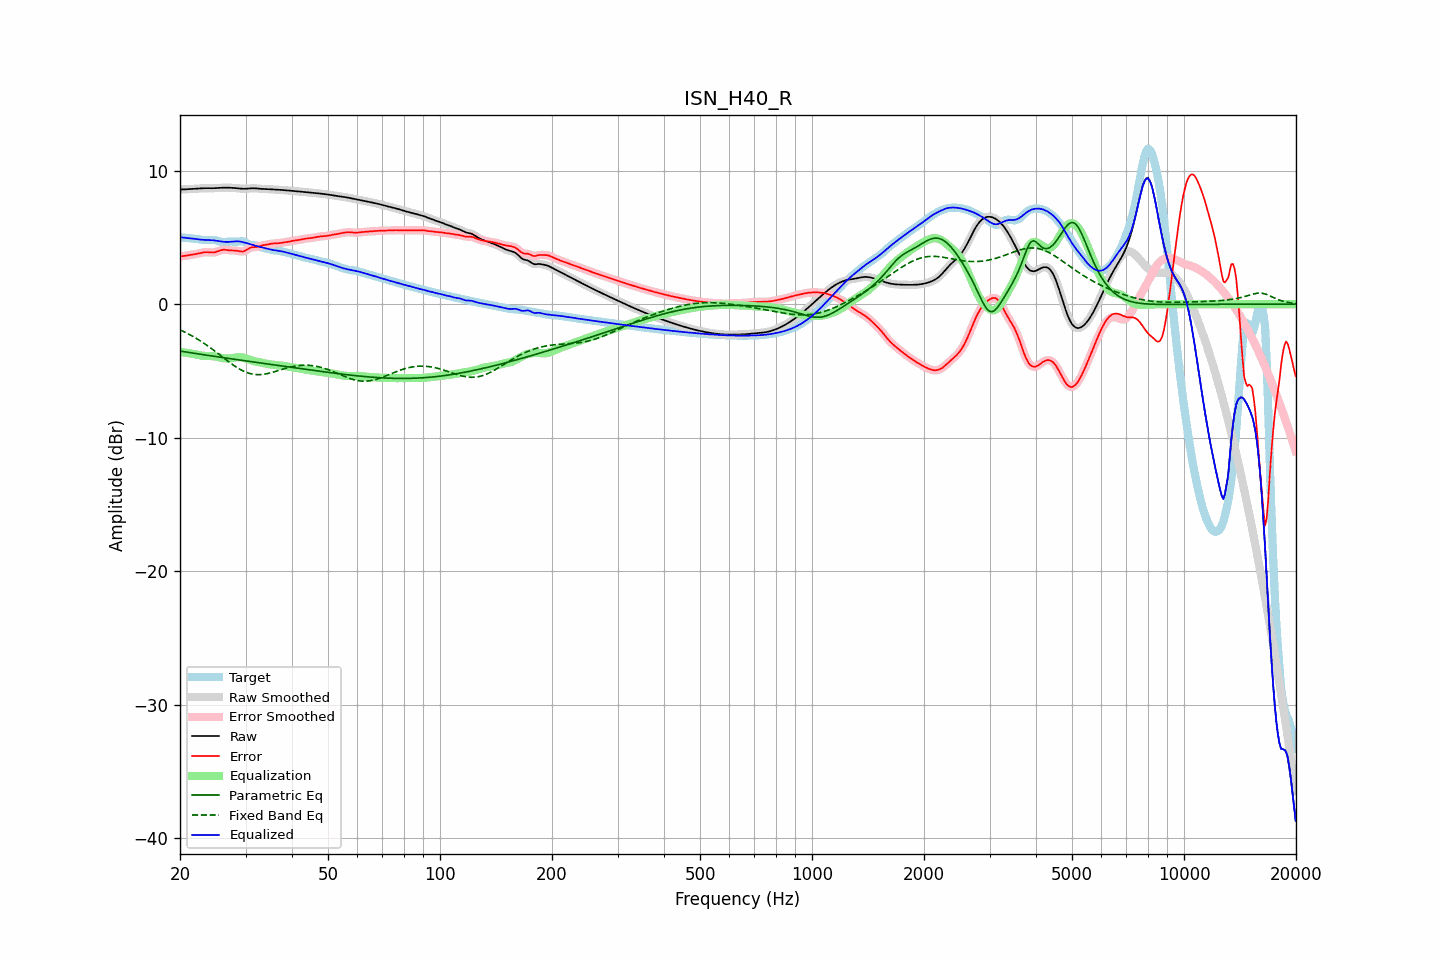 ISN_H40_R
10
0
−10
−20
−30
−40
Amplitude (dBr)
Target
Raw Smoothed
Error Smoothed
Raw
Error
Equalization
Parametric Eq
Fixed Band Eq
Equalized
20 50 100 200 500 1000 2000 5000 10000 20000
Frequency (Hz)